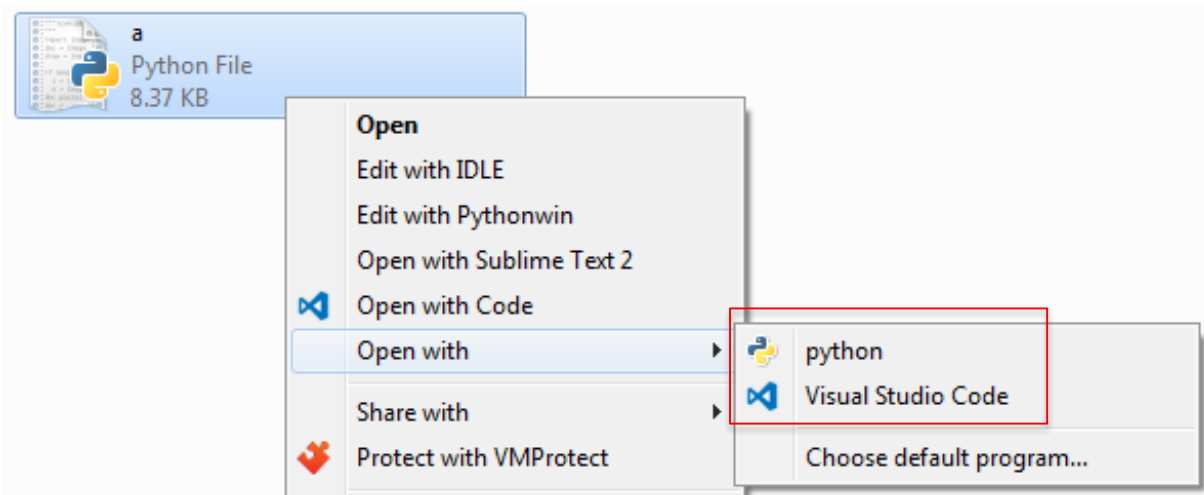 a
Python File
8.37 KB
Open
Edit with IDLE
Edit with Pythonwin
Open with Sublime Text 2
Open with Code
Open with
python
Visual Studio Code
Share with
Protect with VMProtect
Choose default program...